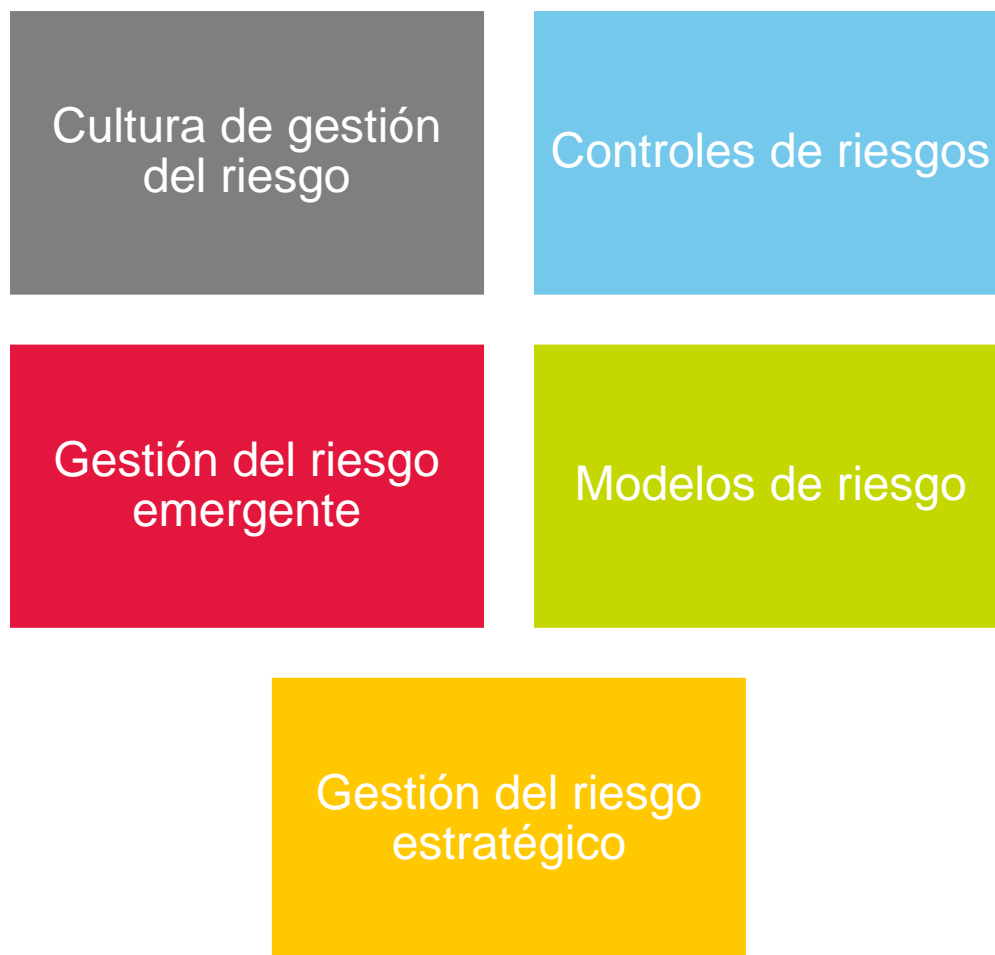 Cultura de gestión
del riesgo
Controles de riesgos
Gestión del riesgo
emergente
Modelos de riesgo
Gestión del riesgo
estratégico